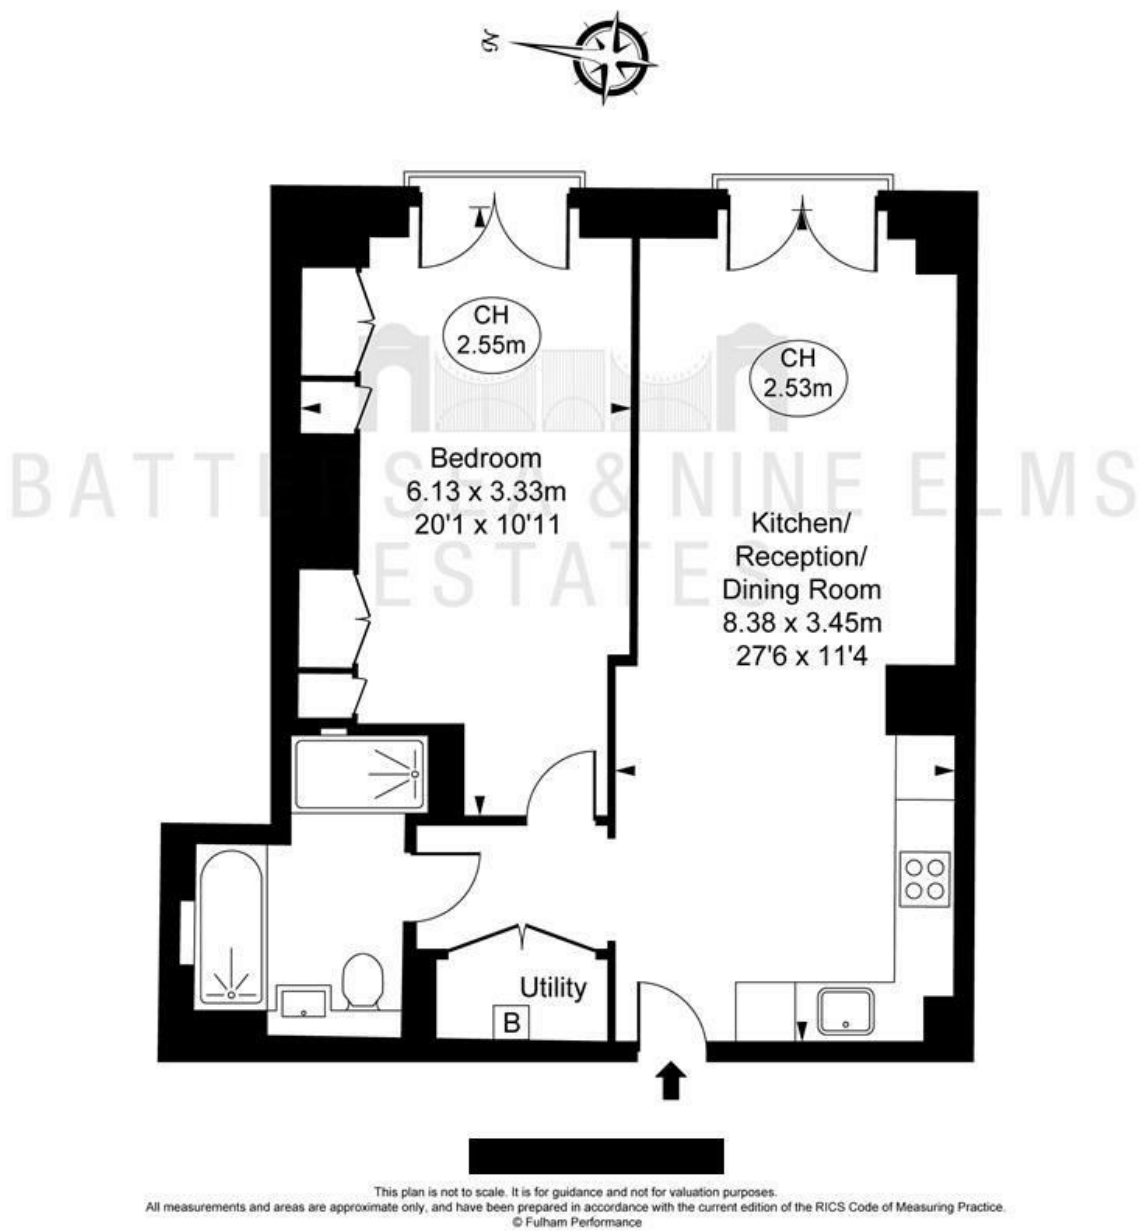 N
CH
2.55m
CH
2.53m
BATTERSEA & NINE ELMS
ESTATES
Bedroom
6.13 x 3.33m
20'1 x 10'11
Kitchen/
Reception/
Dining Room
8.38 x 3.45m
27'6 x 11'4
Utility
B
This plan is not to scale. It is for guidance and not for valuation purposes.
All measurements and areas are approximate only, and have been prepared in accordance with the current edition of the RICS Code of Measuring Practice.
© Fulham Performance